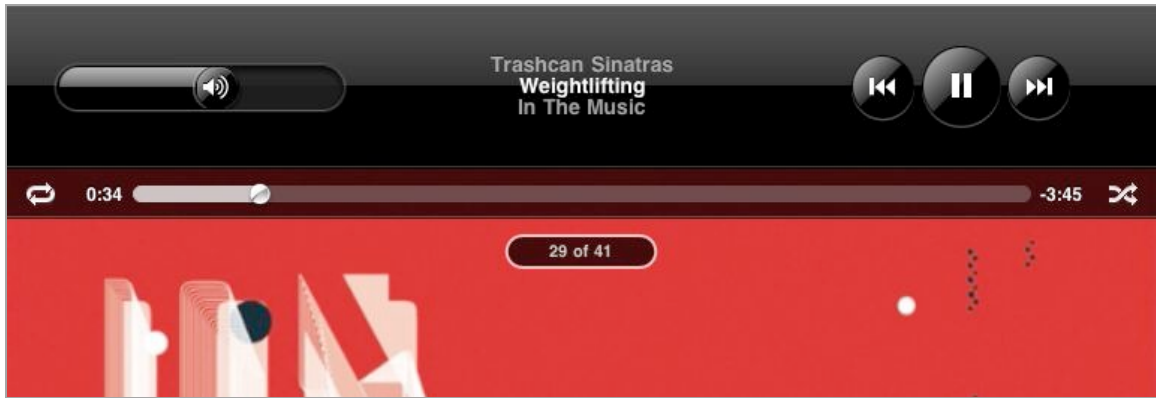 Trashcan Sinatras
Weightlifting
In The Music
0:34 -3:45
29 of 41